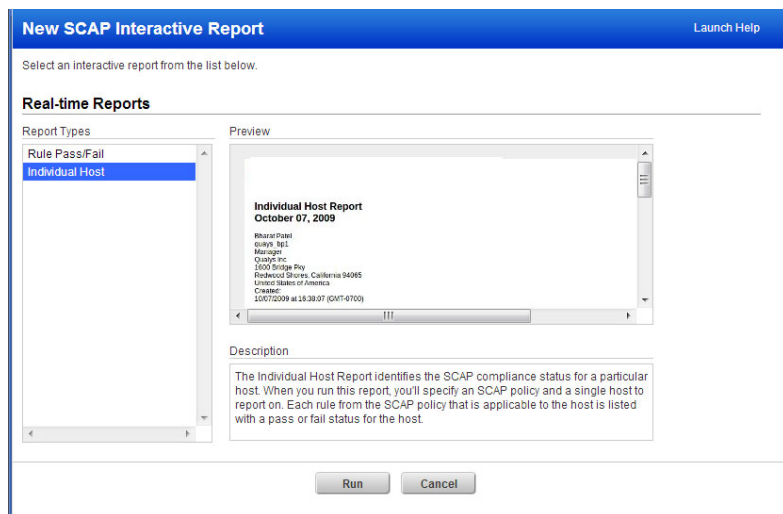 New SCAP Interactive Report
Launch Help
Select an interactive report from the list below.
Real-time Reports
Report Types
Rule Pass/Fail
Individual Host
Preview
Individual Host Report
October 07, 2009
Bharat Patel
quays_bp1
Manager
Qualys Inc
1600 Bridge Pky
Redwood Shores, California 94065
United States of America
Created:
10/07/2009 at 16:38:07 (GMT-0700)
Description
The Individual Host Report identifies the SCAP compliance status for a particular
host. When you run this report, you'll specify an SCAP policy and a single host to
report on. Each rule from the SCAP policy that is applicable to the host is listed
with a pass or fail status for the host.
Run
Cancel